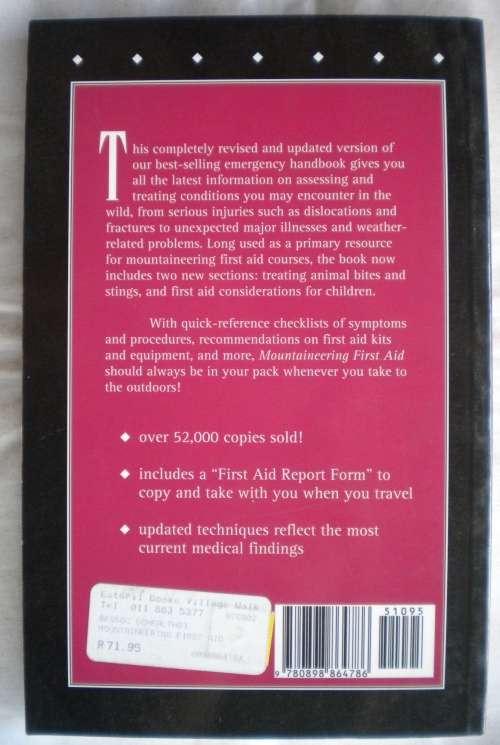 This completely revised and updated version of
our best-selling emergency handbook gives you
all the latest information on assessing and
treating conditions you may encounter in the
wild, from serious injuries such as dislocations and
fractures to unexpected major illnesses and weather-
related problems. Long used as a primary resource
for mountaineering first aid courses, the book now
includes two new sections: treating animal bites and
stings, and first aid considerations for children.
With quick-reference checklists of symptoms
and procedures, recommendations on first aid kits
and equipment, and more, Mountaineering First Aid
should always be in your pack whenever you take to
the outdoors!
over 52,000 copies sold!
includes a "First Aid Report Form" to
copy and take with you when you travel
updated techniques reflect the most
current medical findings
Books Village Walk
Tel 011 883 5377
MOUNTAINEERING FIRST AID
R71.95
51095
9 780898 864786